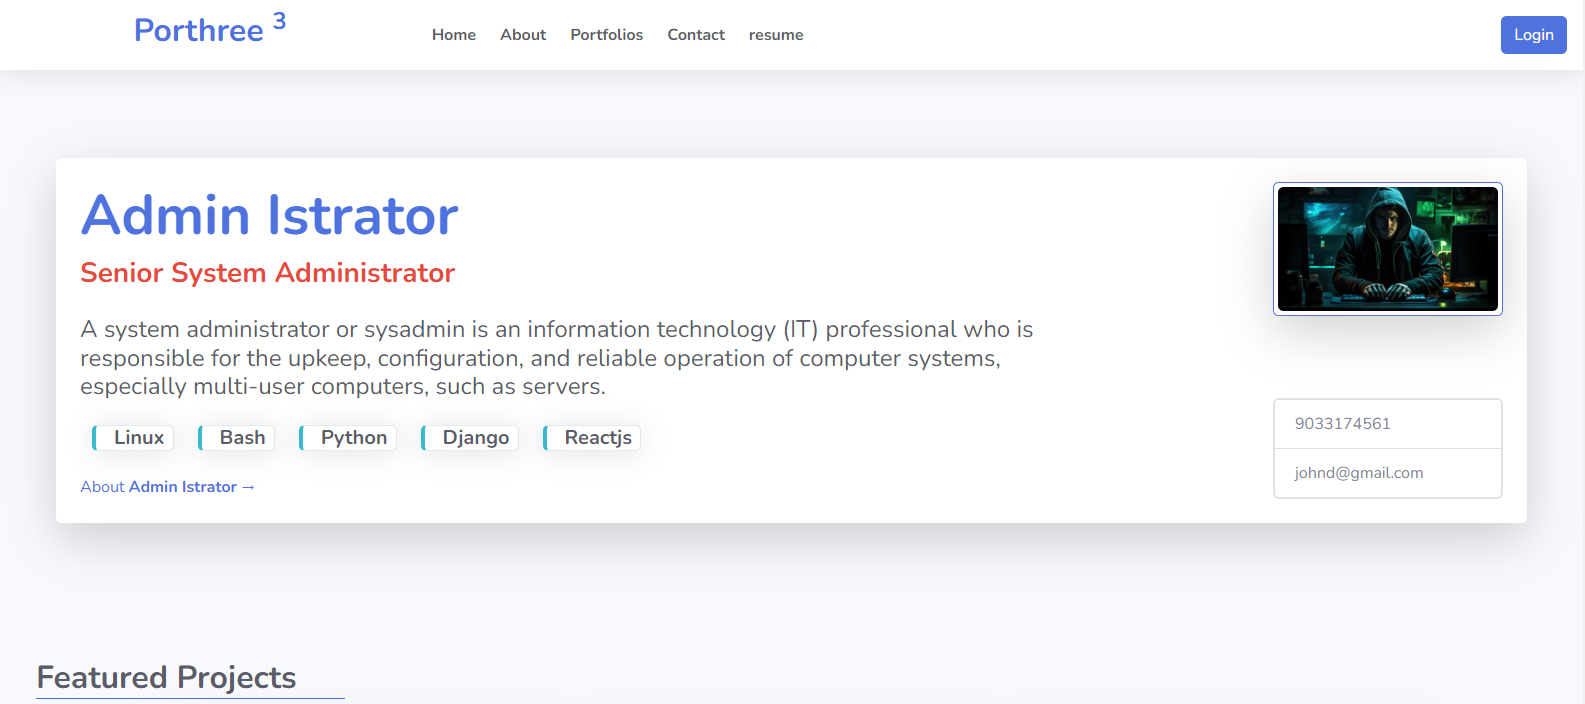 Porthree 3
Home About Portfolios Contact resume
Login
Admin Istrator
Senior System Administrator
A system administrator or sysadmin is an information technology (IT) professional who is
responsible for the upkeep, configuration, and reliable operation of computer systems,
especially multi-user computers, such as servers.
Linux Bash Python Django Reactjs
About Admin Istrator →
9033174561
johnd@gmail.com
Featured Projects